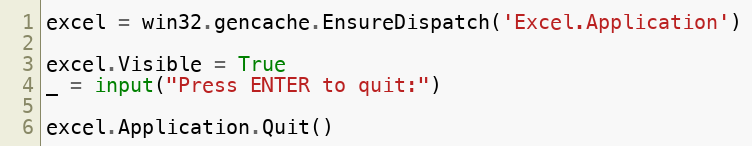 1 excel = win32.gencache.EnsureDispatch('Excel.Application')
2
3 excel.Visible = True
4 _ = input("Press ENTER to quit:")
5
6 excel.Application.Quit()